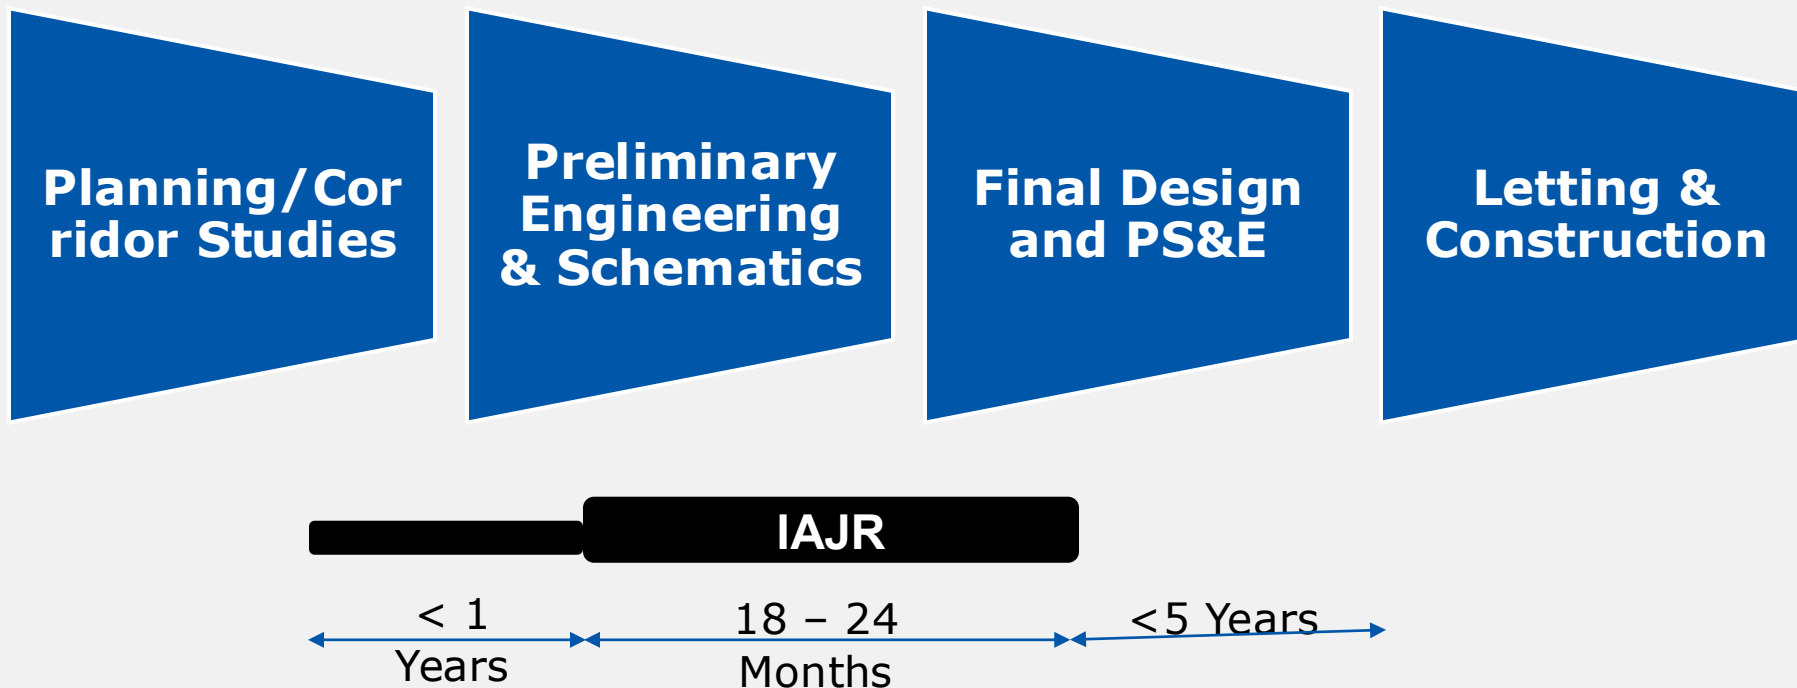 Planning/Cor
ridor Studies
Preliminary
Engineering
& Schematics
Final Design
and PS&E
Letting &
Construction
IAJR
< 1
Years
18 – 24
Months
<5 Years